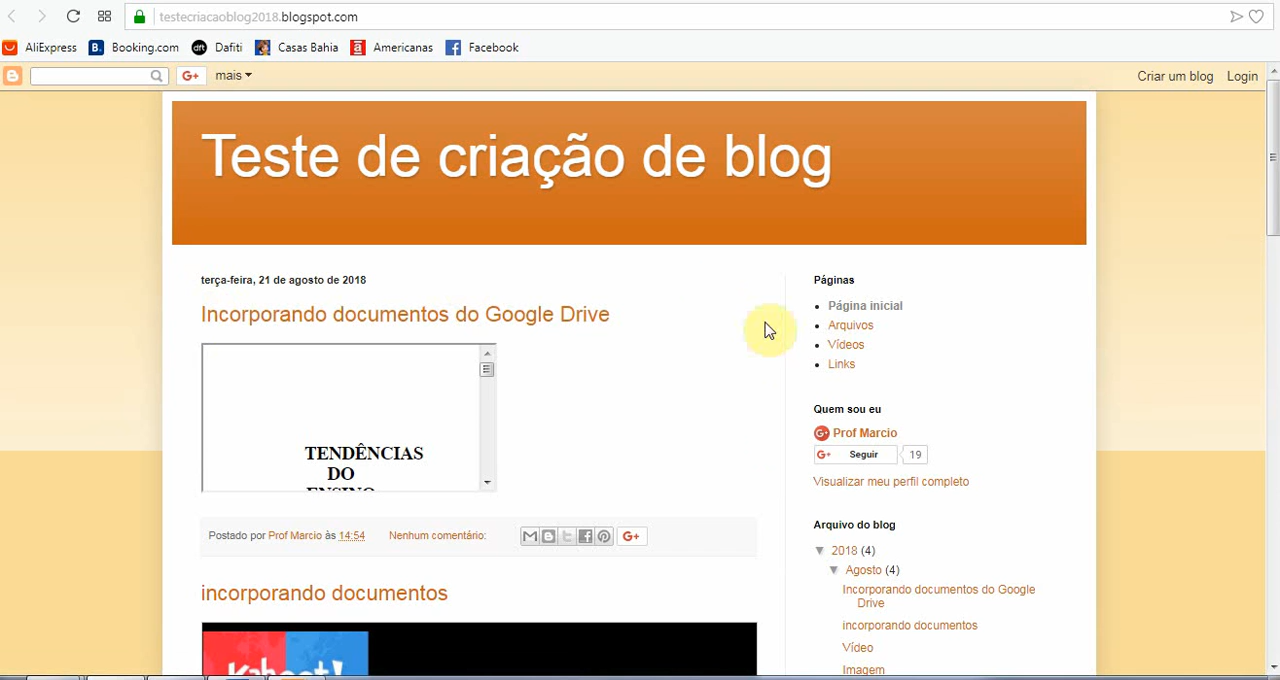 testecriacaoblog2018.blogspot.com
AliExpress B. Booking.com dft Dafiti Casas Bahia a Americanas f Facebook
G+ mais Criar um blog Login
Teste de criação de blog
terça-feira, 21 de agosto de 2018
Incorporando documentos do Google Drive
TENDÊNCIAS
DO
ENSINO
Postado por Prof Marcio às 14:54 Nenhum comentário: G+
incorporando documentos
Kahoot!
Páginas
Página inicial
Arquivos
Vídeos
Links
Quem sou eu
G+ Prof Marcio
G+ Seguir 19
Visualizar meu perfil completo
Arquivo do blog
▼ 2018 (4)
▼ Agosto (4)
Incorporando documentos do Google
Drive
incorporando documentos
Vídeo
Imagem